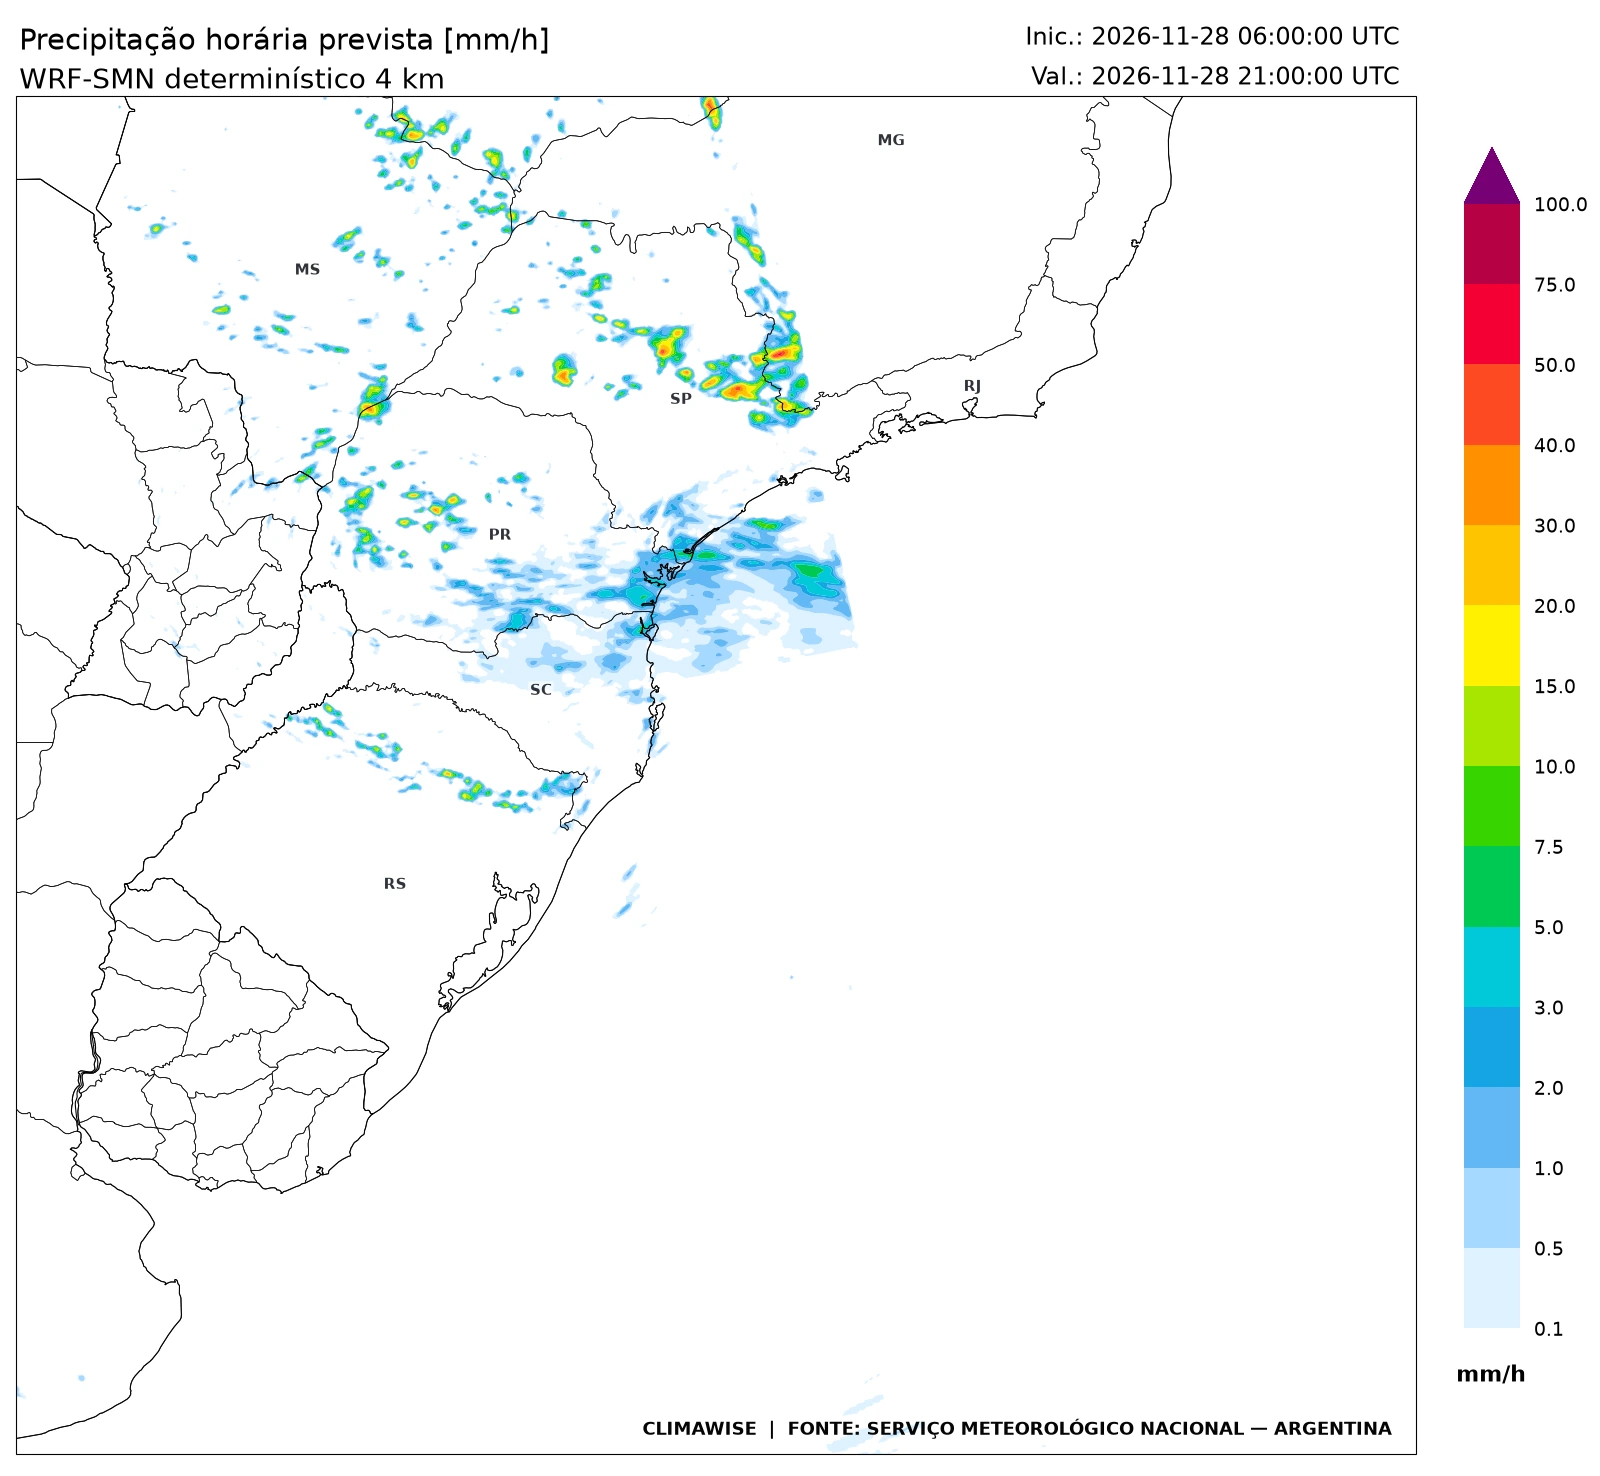 Precipitação horária prevista [mm/h]
WRF-SMN determinístico 4 km
Inic.: 2026-11-28 06:00:00 UTC
Val.: 2026-11-28 21:00:00 UTC
MG
MS
RJ
SP
PR
SC
RS
100.0
75.0
50.0
40.0
30.0
20.0
15.0
10.0
7.5
5.0
3.0
2.0
1.0
0.5
0.1
mm/h
CLIMAWISE | FONTE: SERVIÇO METEOROLÓGICO NACIONAL — ARGENTINA